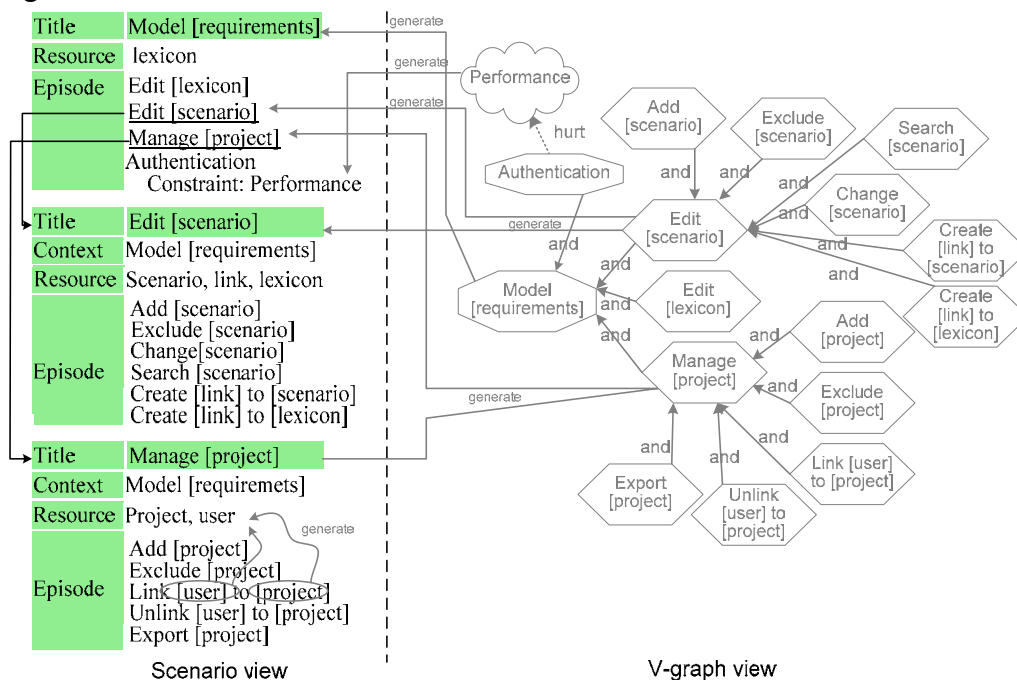 Title Model [requirements]
Resource lexicon
Episode Edit [lexicon]
Edit [scenario]
Manage [project]
Authentication
Constraint: Performance
Title Edit [scenario]
Context Model [requirements]
Resource Scenario, link, lexicon
Add [scenario]
Exclude [scenario]
Change[scenario]
Episode Search [scenario]
Create [link] to [scenario]
Create [link] to [lexicon]
Title Manage [project]
Context Model [requiremets]
Resource Project, user
generate
Add [project]
Exclude [project]
Episode Link [user] to [project]
Unlink [user] to [project]
Export [project]
Scenario view
generate
generate
generate
generate
generate
Performance
hurt
Authentication
and
Add
[scenario]
and
Exclude
[scenario]
and
Search
[scenario]
and
Change
[scenario]
and
Create
[link] to
[scenario]
and
Create
[link] to
[lexicon]
and
Edit
[scenario]
and
Model
[requirements]
and
Edit
[lexicon]
and
Manage
[project]
and
Add
[project]
and
Exclude
[project]
and
Link [user]
to [project]
and
Unlink
[user] to
[project]
and
Export
[project]
V-graph view